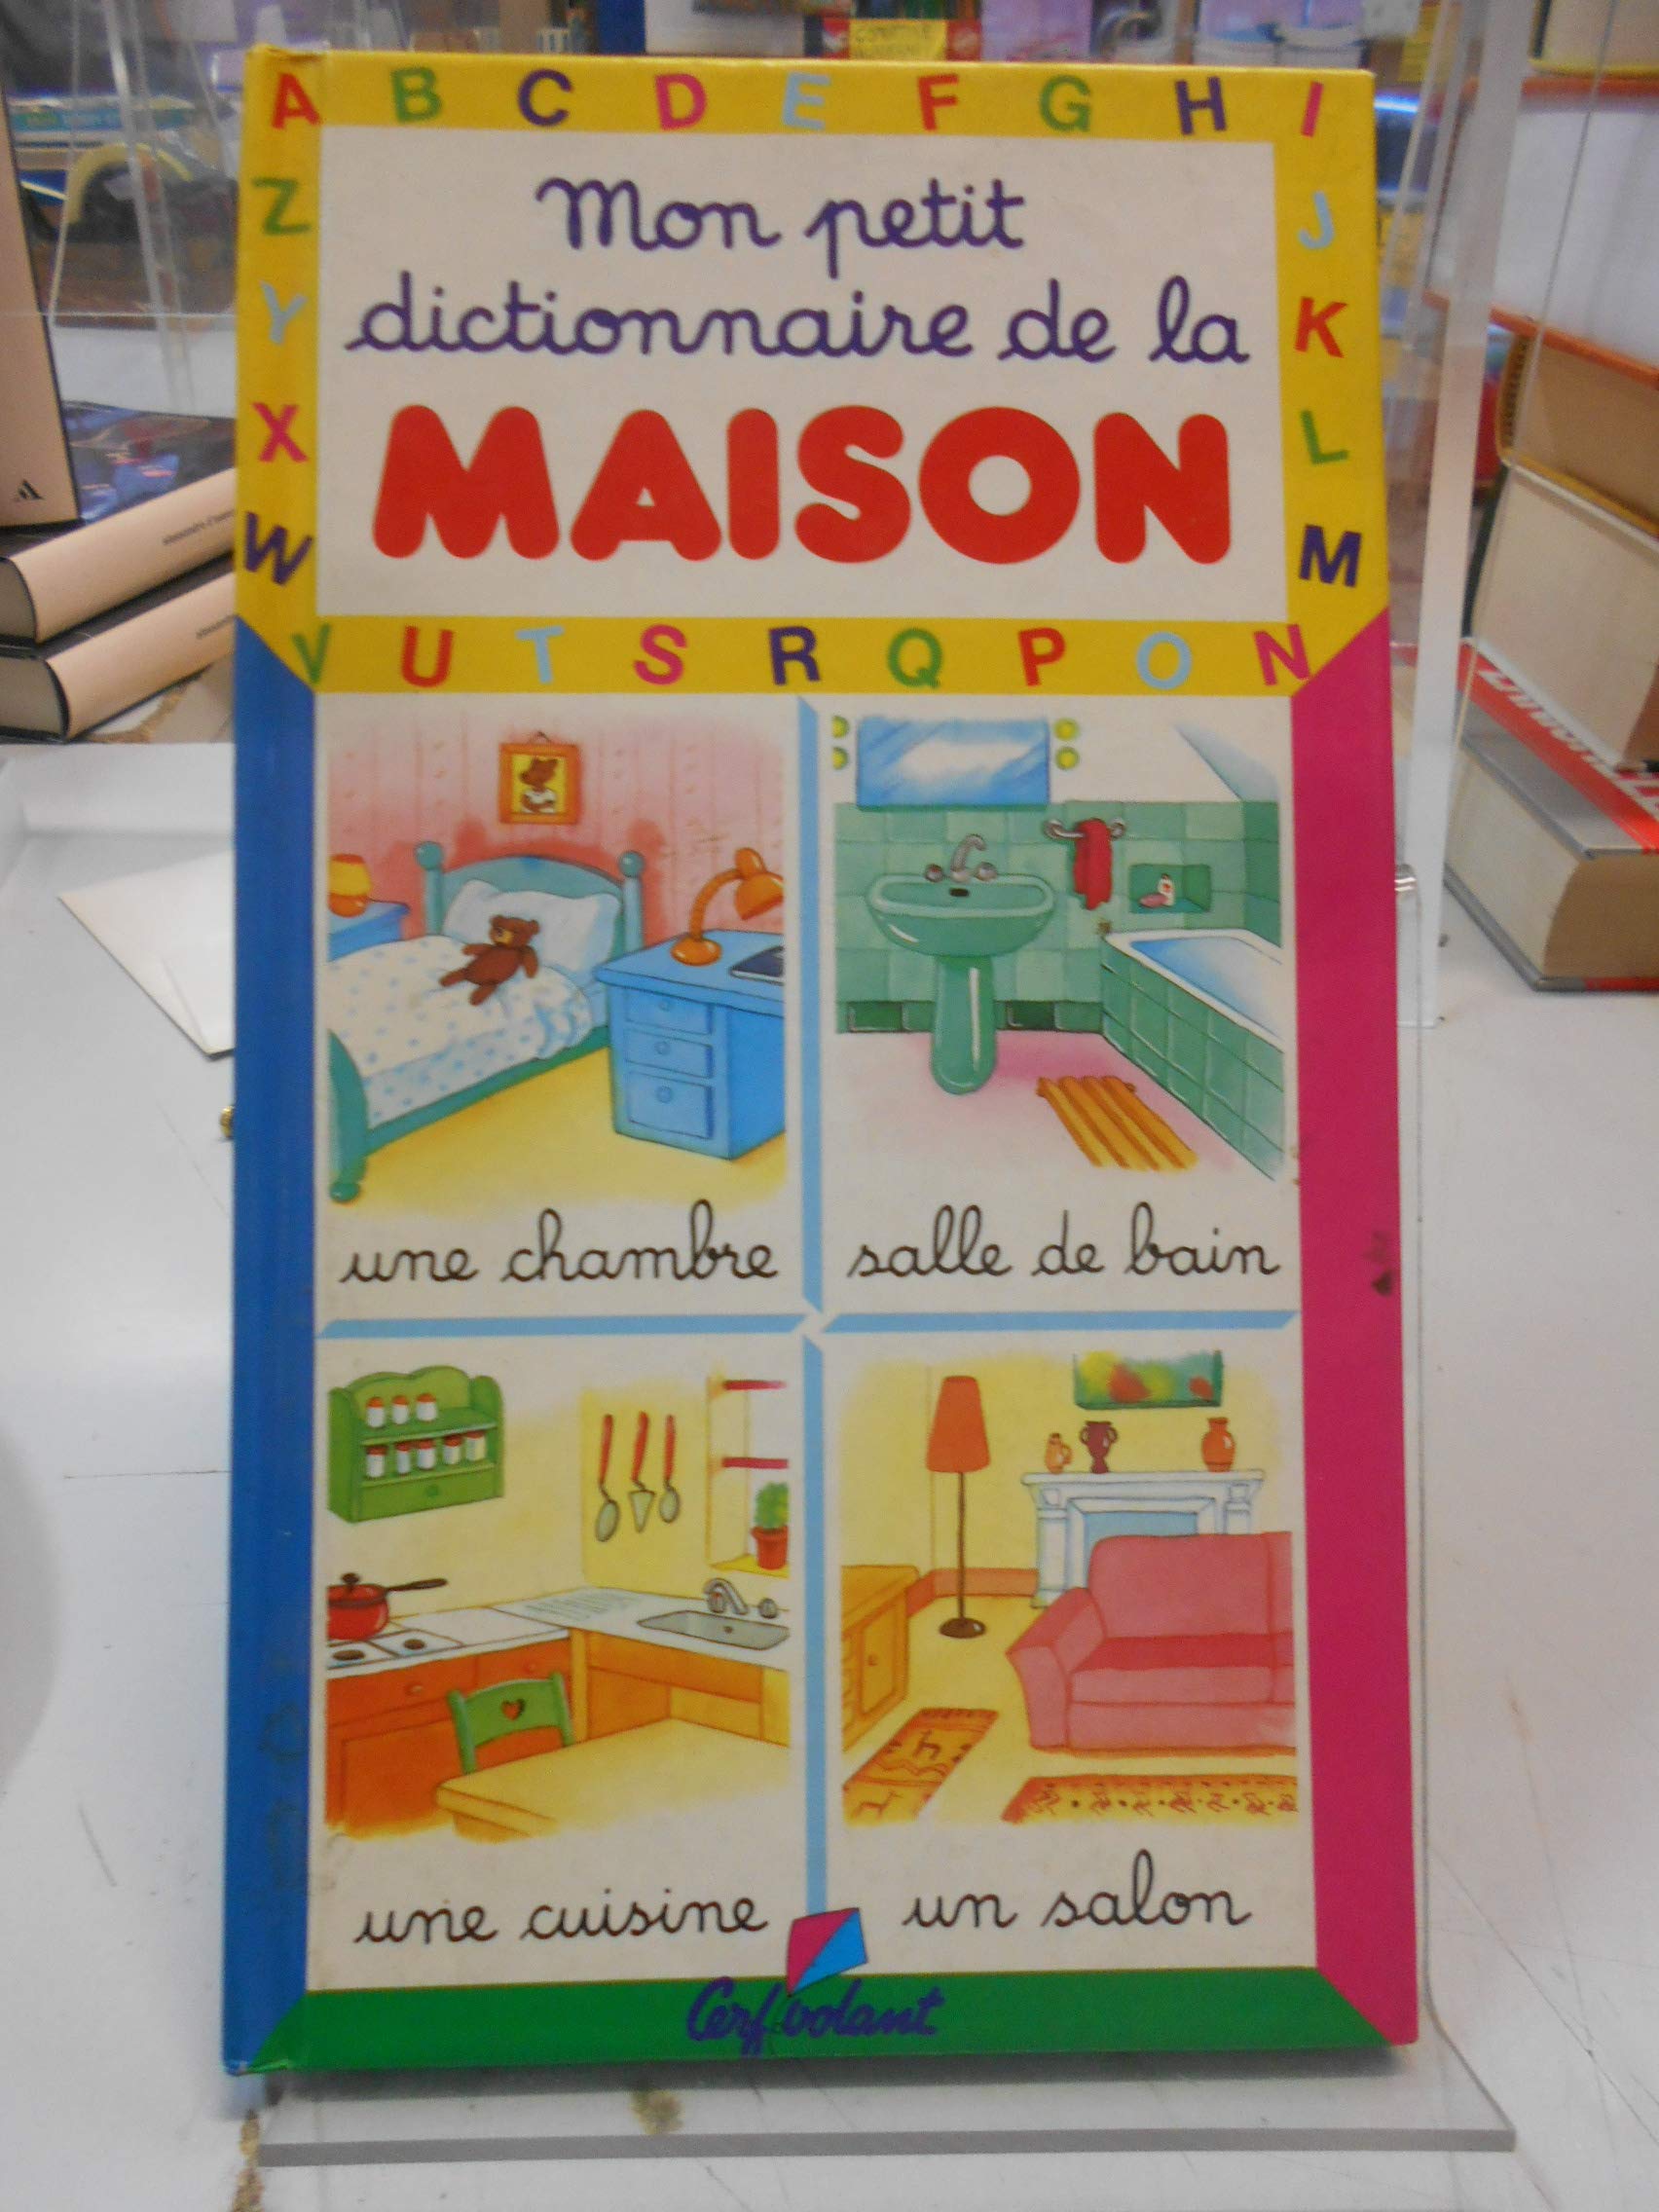 A B C D E F G H I
J
K
L
M
N
O
P
Q
R
S
T
U
V
W
X
Y
Z
Mon petit
dictionnaire de la
MAISON
une chambre
salle de bain
une cuisine
un salon
Cerf volant